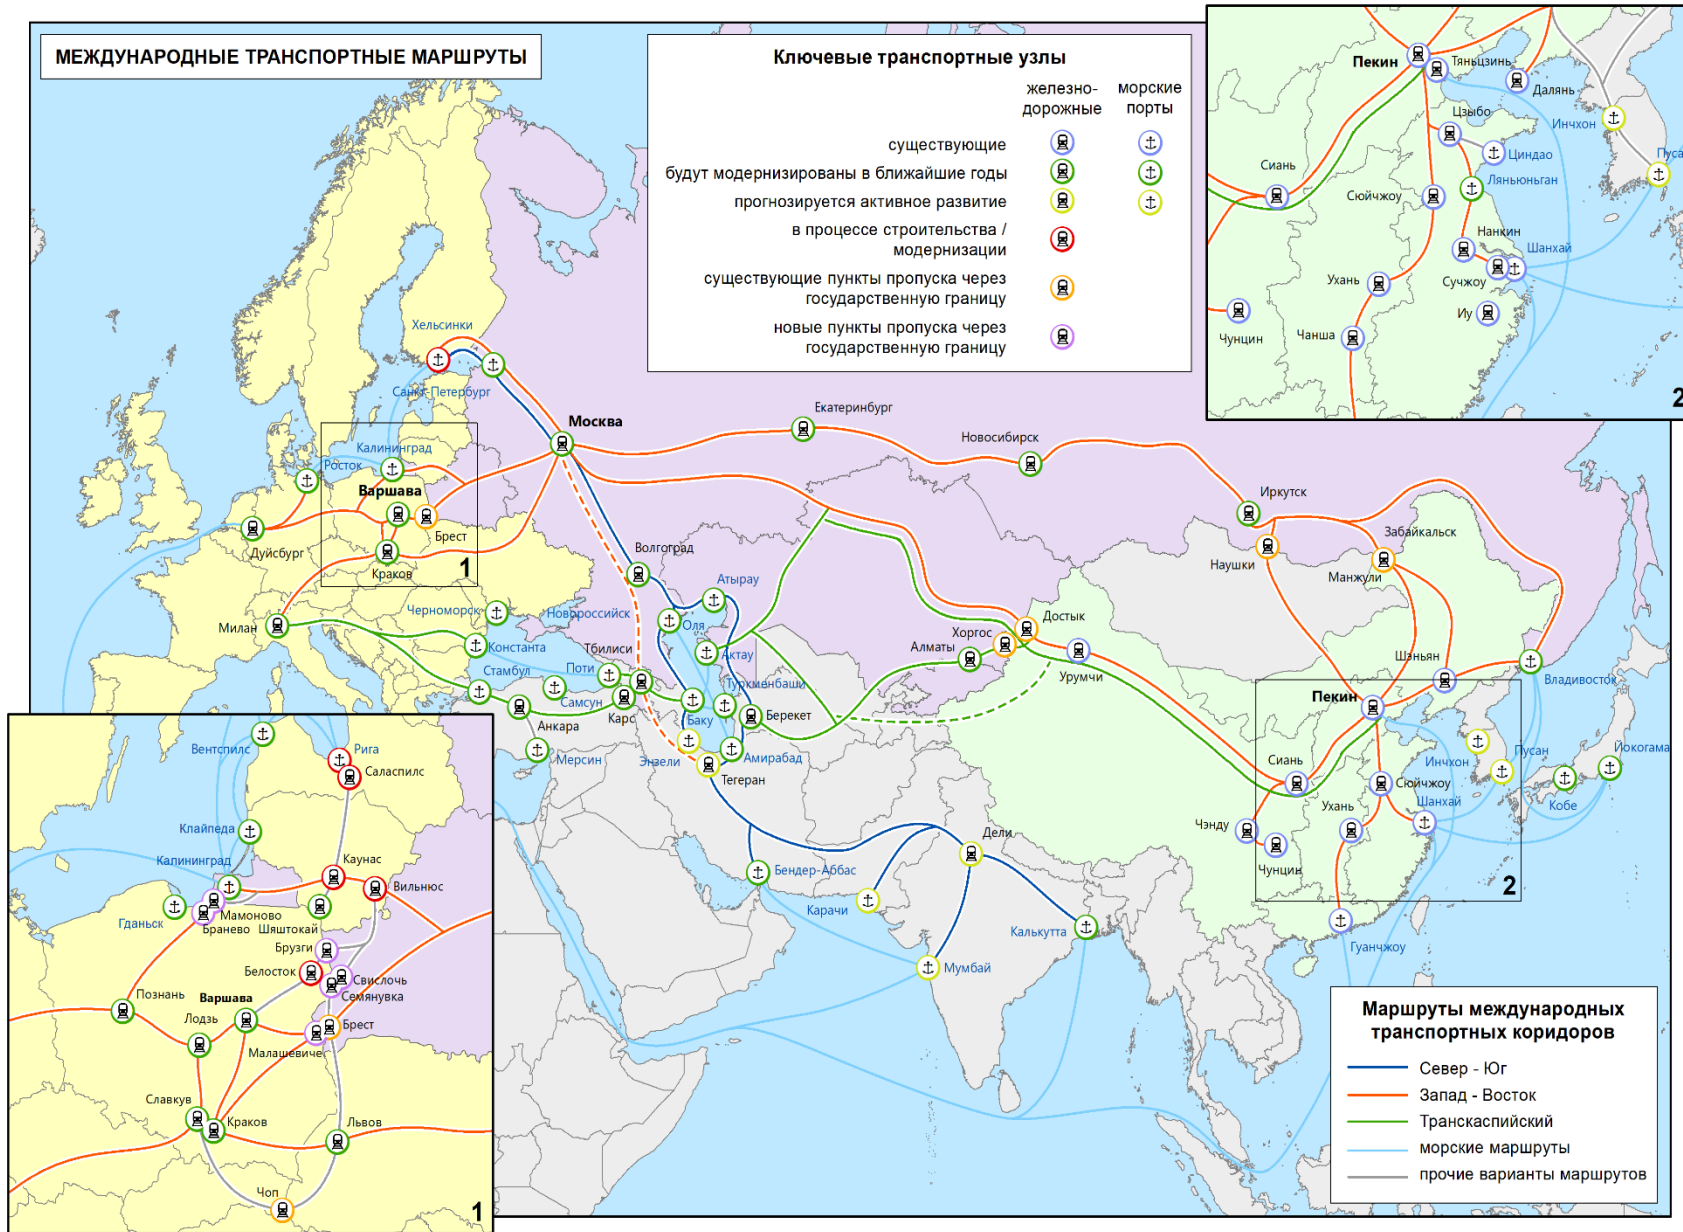 МЕЖДУНАРОДНЫЕ ТРАНСПОРТНЫЕ МАРШРУТЫ
Ключевые транспортные узлы
железно-
дорожные
морские
порты
существующие
будут модернизированы в ближайшие годы
прогнозируется активное развитие
в процессе строительства /
модернизации
существующие пункты пропуска через
государственную границу
новые пункты пропуска через
государственную границу
Пекин
Тяньцзинь
Далянь
Цзыбо
Инчхон
Циндао
Пуса
Сиань
Ляньюньган
Сюйчжоу
Нанкин
Шанхай
Ухань
Сучжоу
Иу
Чунцин
Чанша
2
Хельсинки
Санкт-Петербург
Москва
Екатеринбург
Новосибирск
Калининград
Росток
Варшава
Брест
Дуйсбург
Краков
1
Иркутск
Забайкальск
Наушки
Манжули
Волгоград
Атырау
Черноморск
Новороссийск
Оля
Милан
Константа
Тбилиси
Актау
Достык
Хоргос
Алматы
Урумчи
Шэньян
Владивосток
Стамбул
Поти
Туркменбаши
Самсун
Карс
Баку
Берекет
Анкара
Мерсин
Энзели
Амирабад
Тегеран
Пекин
Сиань
Сюйчжоу
Инчхон
Пусан
Йокогама
Кобе
Ухань
Шанхай
Чэнду
Чунцин
2
Гуанчжоу
Дели
Бендер-Аббас
Карачи
Калькутта
Мумбай
Вентспилс
Рига
Саласпилс
Клайпеда
Калининград
Каунас
Вильнюс
Гданьск
Мамоново
Бранево
Шяштокай
Брузги
Белосток
Свислочь
Семянувка
Познань
Варшава
Лодзь
Брест
Малашевиче
Славкув
Краков
Львов
Чоп
1
Маршруты международных
транспортных коридоров
Север - Юг
Запад - Восток
Транскаспийский
морские маршруты
прочие варианты маршрутов